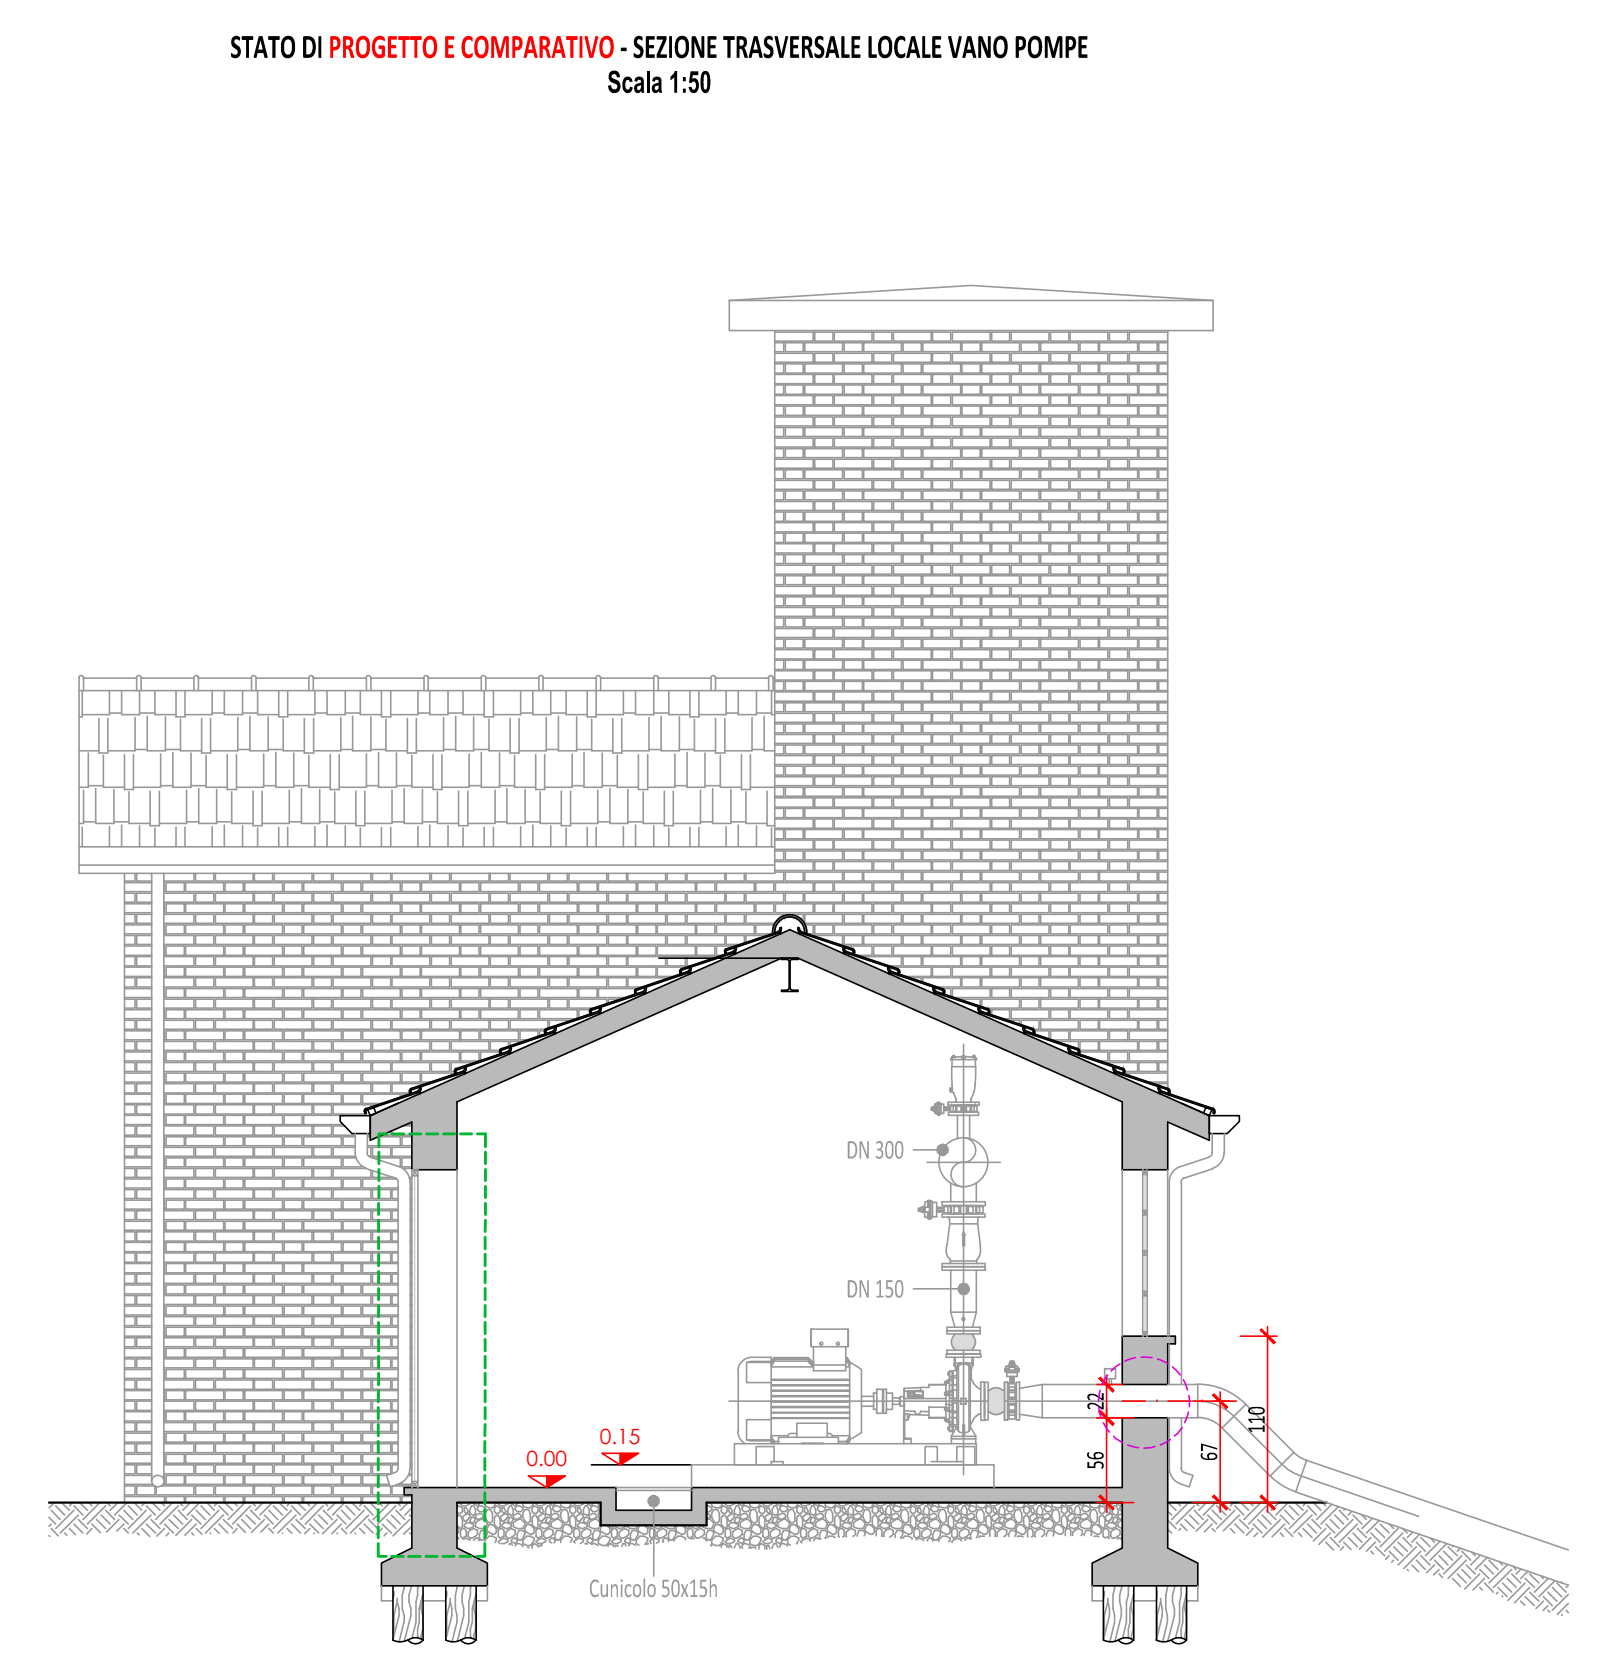 STATO DI PROGETTO E COMPARATIVO - SEZIONE TRASVERSALE LOCALE VANO POMPE
Scala 1:50
DN 300
DN 150
0.15
0.00
22
56
67
110
Cunicolo 50x15h